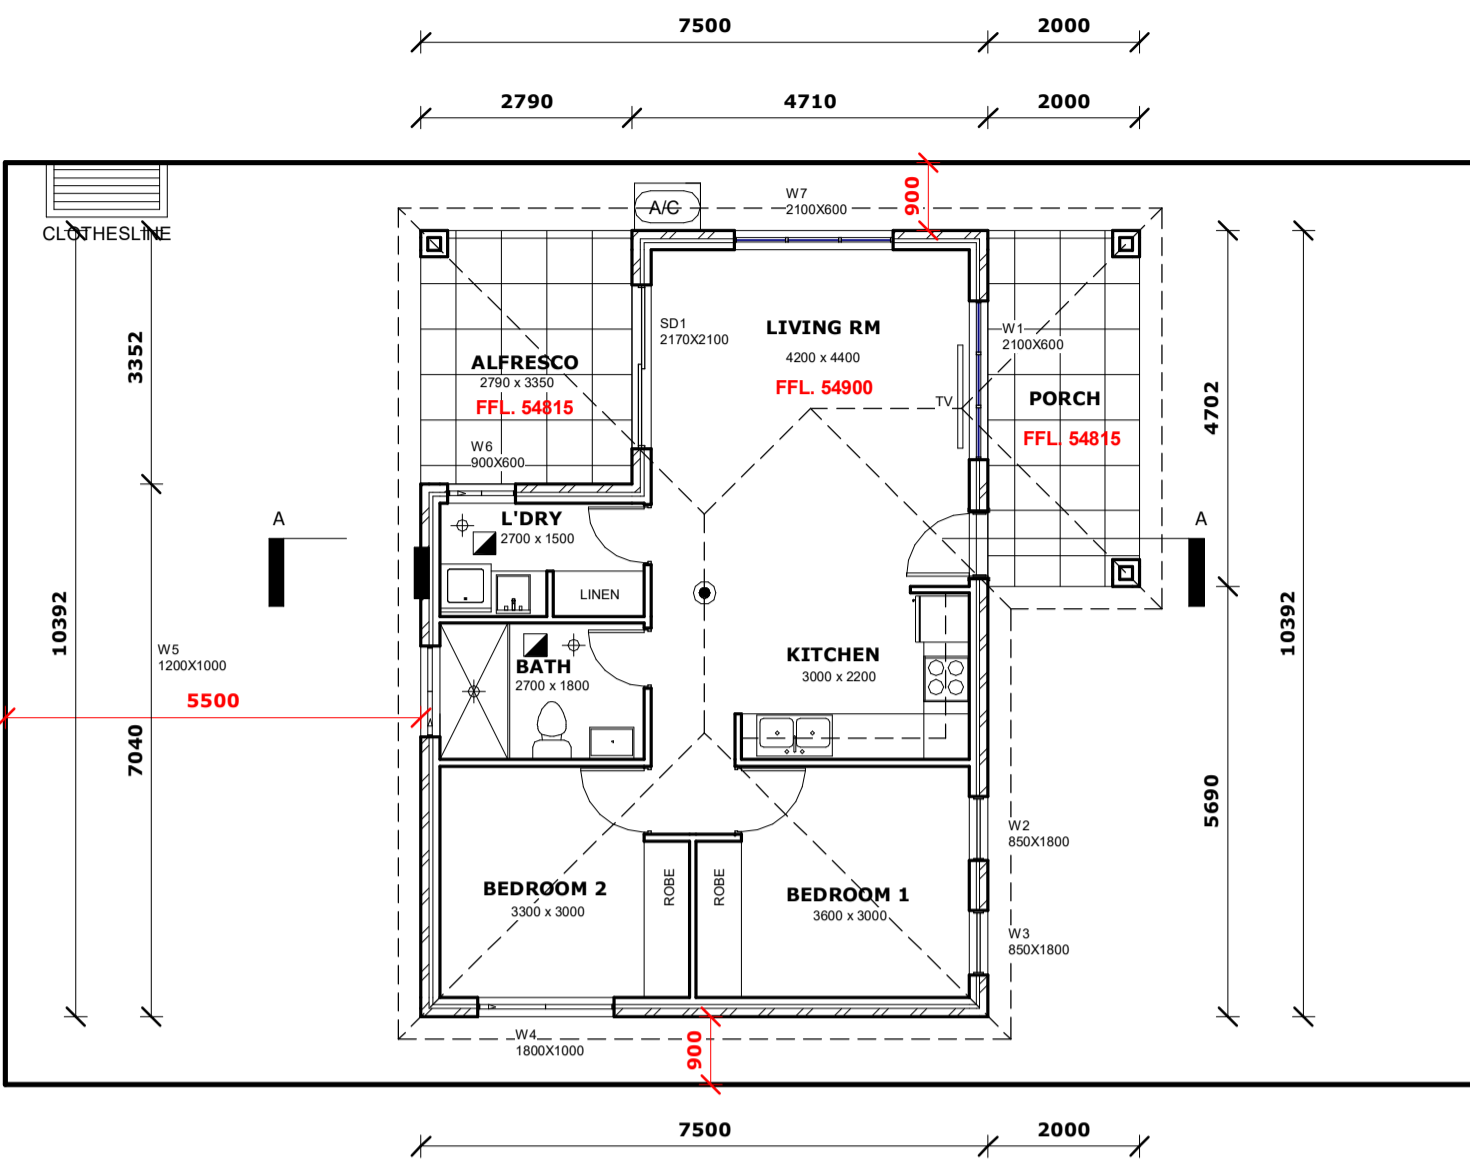 7500
2000
2790
4710
2000
CLOTHESLINE
A/C
W7
2100X600
900
SD1
2170X2100
LIVING RM
4200 x 4400
FFL. 54900
W1
2100X600
TV
PORCH
FFL. 54815
ALFRESCO
2790 x 3350
FFL. 54815
W6
900X600
3352
4702
A
A
L'DRY
2700 x 1500
LINEN
10392
10392
W5
1200X1000
5500
BATH
2700 x 1800
KITCHEN
3000 x 2200
7040
5690
W2
850X1800
BEDROOM 2
3300 x 3000
ROBE
ROBE
BEDROOM 1
3600 x 3000
W3
850X1800
W4
1800X1000
900
7500
2000